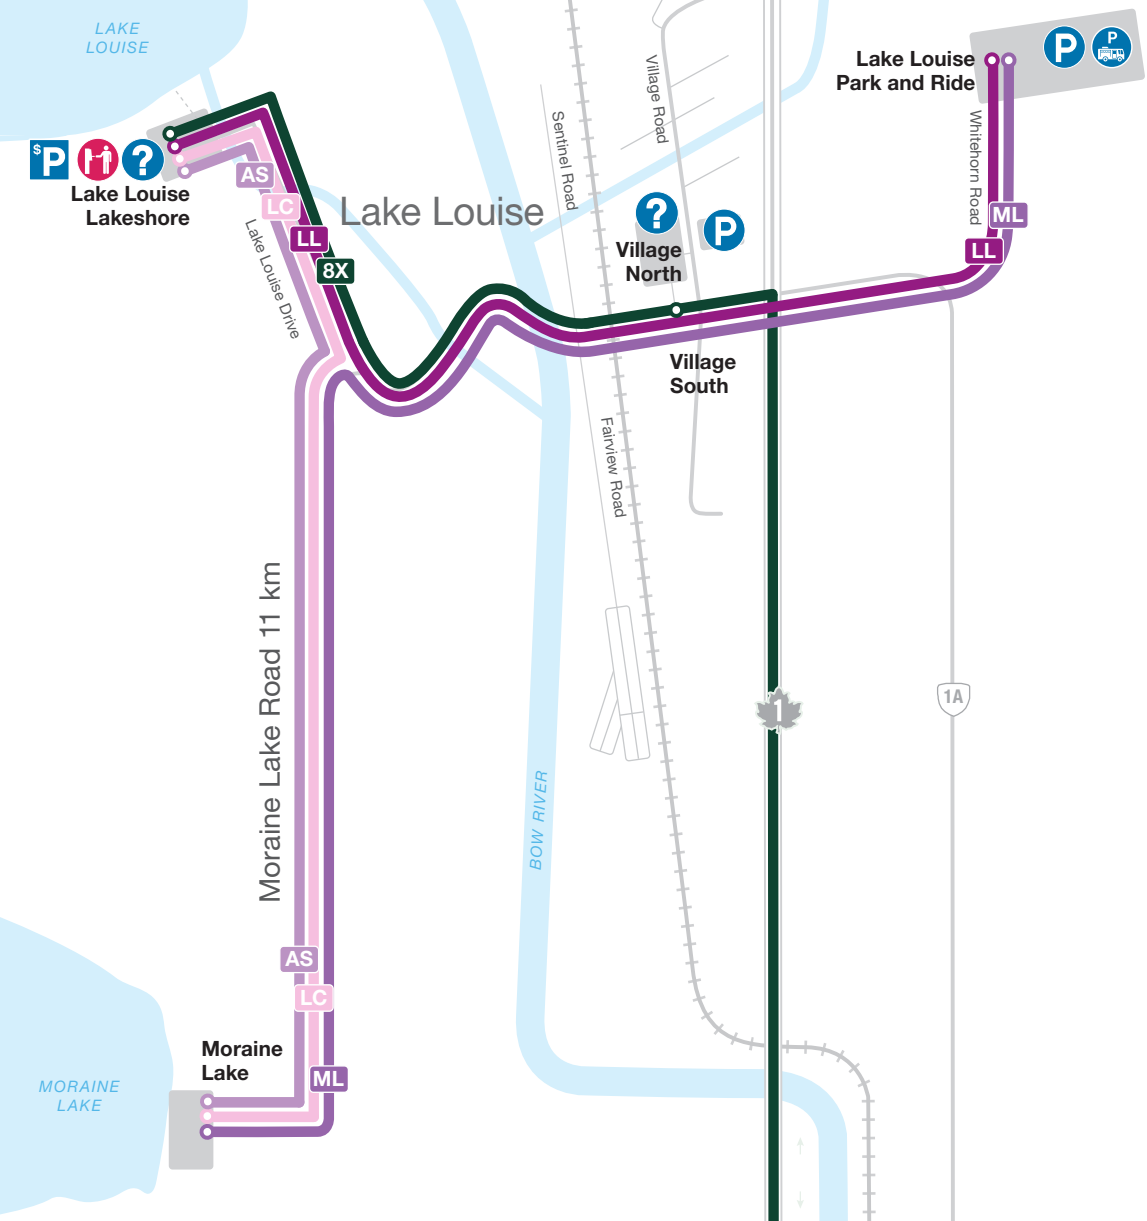 LAKE
LOUISE
Lake Louise
Park and Ride
P
P
Village Road
Sentinel Road
Whitehorn Road
$P
?
Lake Louise
Lakeshore
AS
LC
LL
8X
Lake Louise
Lake Louise Drive
?
P
Village
North
ML
LL
Village
South
Fairview Road
Moraine Lake Road 11 km
1
1A
BOW RIVER
AS
LC
ML
Moraine
Lake
MORAINE
LAKE